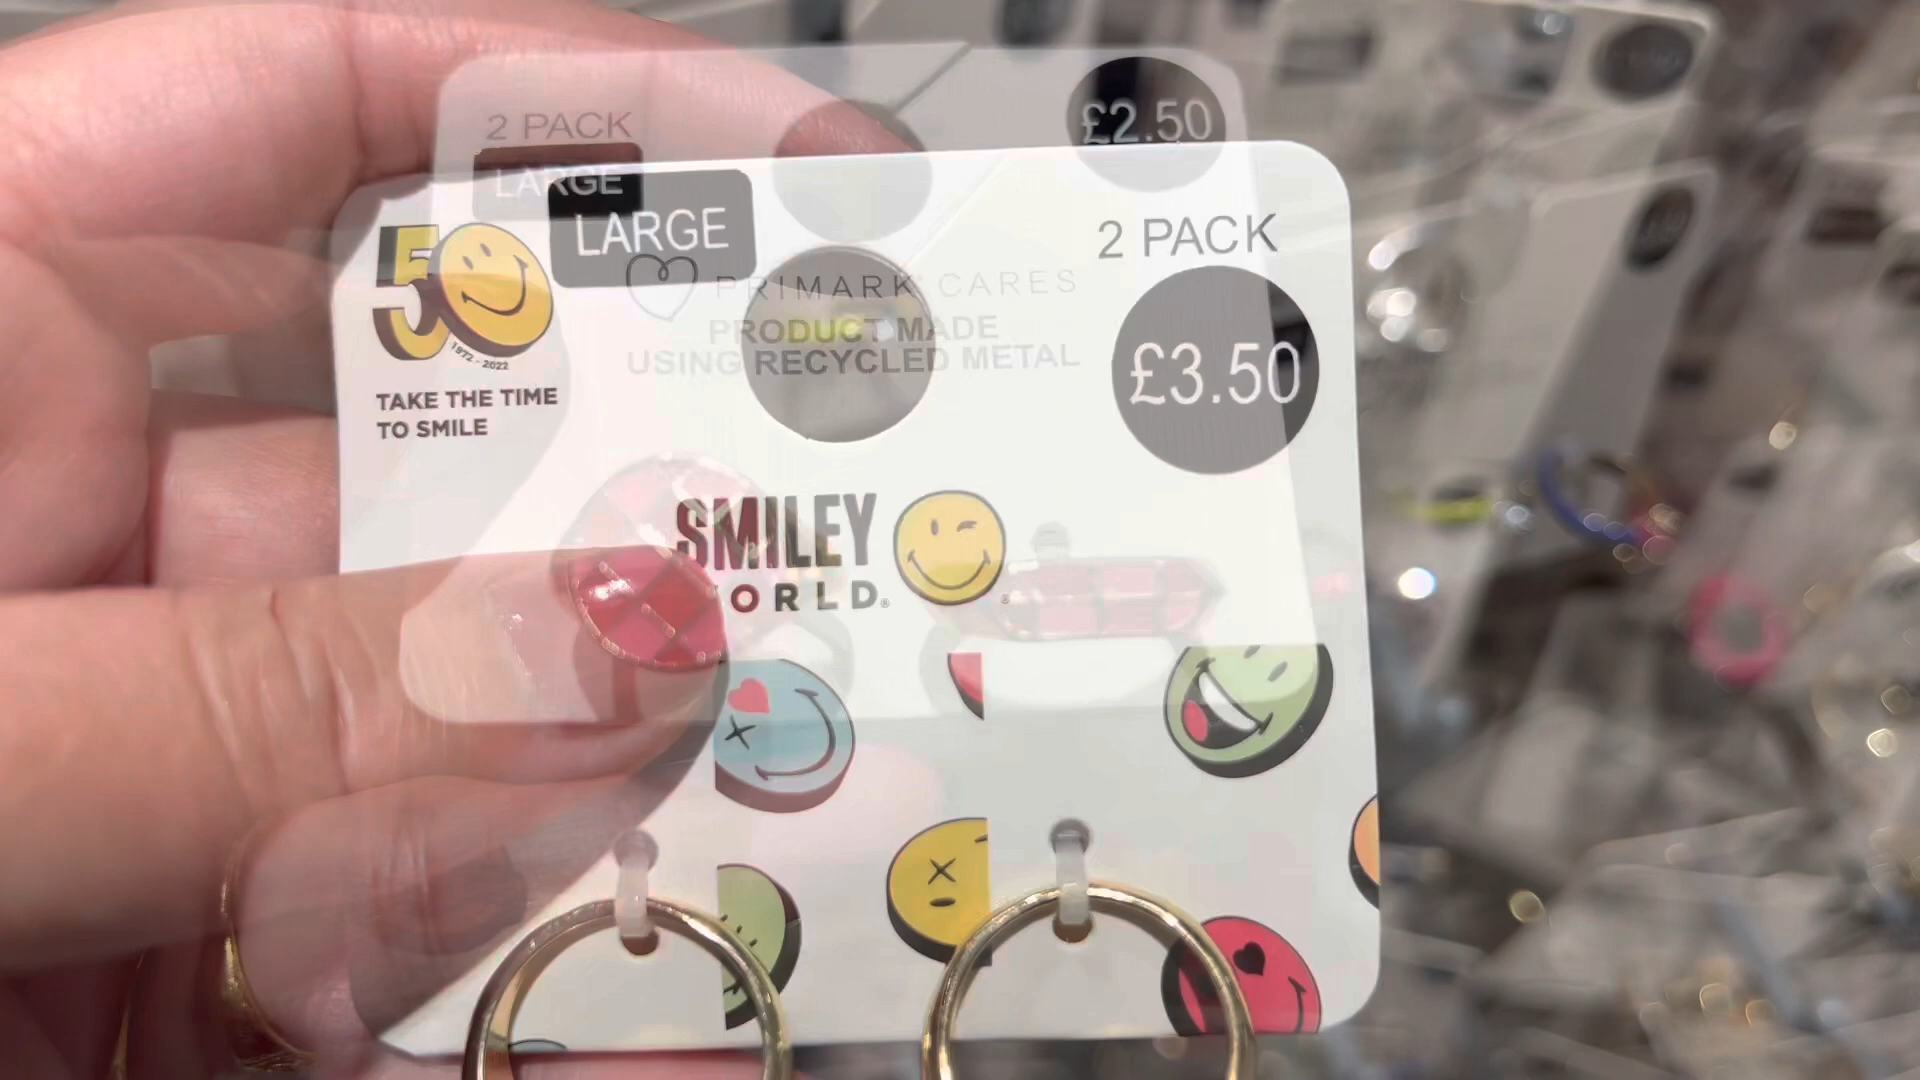 2 PACK
£2.50
LARGE
PRIMARK CARES
PRODUCT MADE
USING RECYCLED METAL
50
1972 - 2022
TAKE THE TIME
TO SMILE
LARGE
2 PACK
£3.50
SMILEY
WORLD®